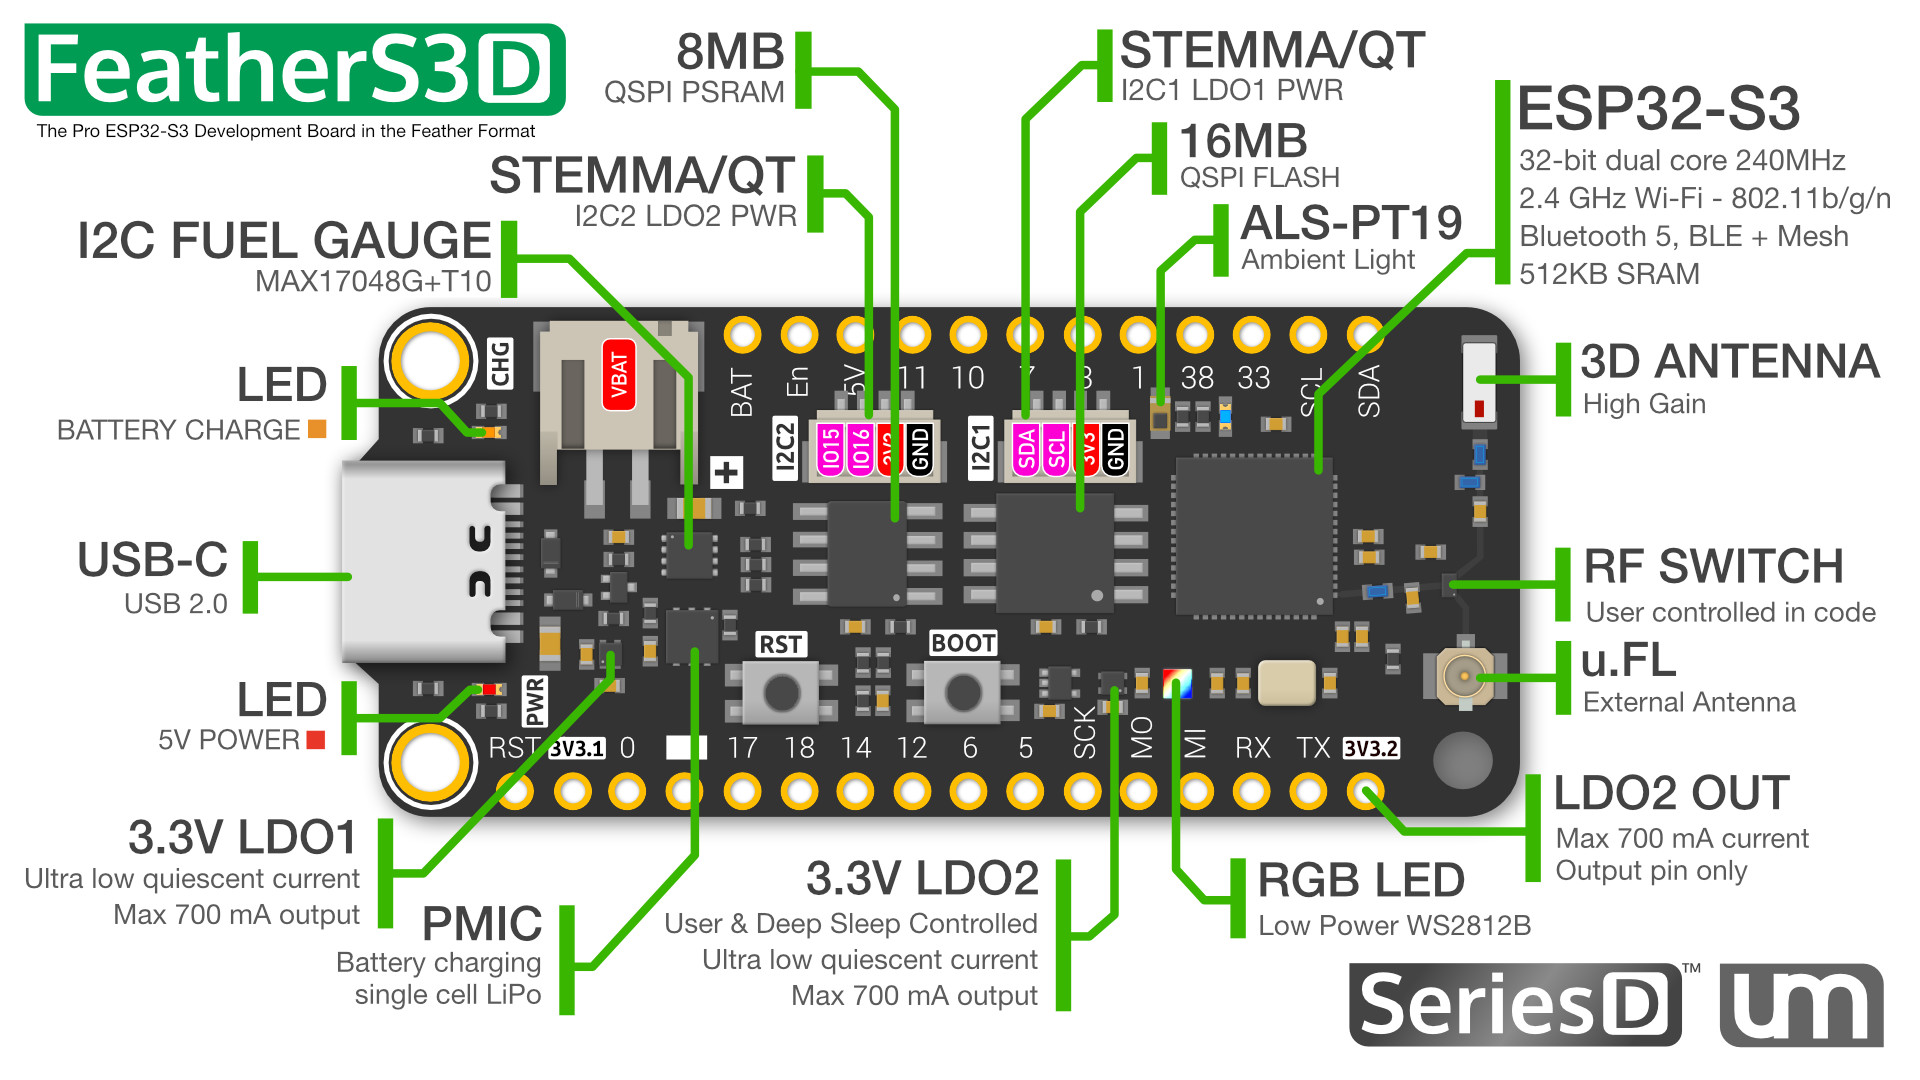 FeatherS3D
The Pro ESP32-S3 Development Board in the Feather Format
8MB
QSPI PSRAM
STEMMA/QT
I2C1 LDO1 PWR
16MB
QSPI FLASH
ESP32-S3
32-bit dual core 240MHz
2.4 GHz Wi-Fi - 802.11b/g/n
Bluetooth 5, BLE + Mesh
512KB SRAM
STEMMA/QT
I2C2 LDO2 PWR
ALS-PT19
Ambient Light
I2C FUEL GAUGE
MAX17048G+T10
LED
BATTERY CHARGE
CHG
VBAT
BAT
En
5V
11
10
7
8
1
38
33
SCL
SDA
3D ANTENNA
High Gain
I2C2
IO15
IO16
3V3
GND
I2C1
SDA
SCL
3V3
GND
+
USB-C
USB 2.0
RF SWITCH
User controlled in code
u.FL
External Antenna
RST
BOOT
LED
5V POWER
PWR
RST
3V3.1
0
17
18
14
12
6
5
SCK
MO
MI
RX
TX
3V3.2
3.3V LDO1
Ultra low quiescent current
Max 700 mA output
PMIC
Battery charging
single cell LiPo
3.3V LDO2
User & Deep Sleep Controlled
Ultra low quiescent current
Max 700 mA output
RGB LED
Low Power WS2812B
LDO2 OUT
Max 700 mA current
Output pin only
SeriesD™
um